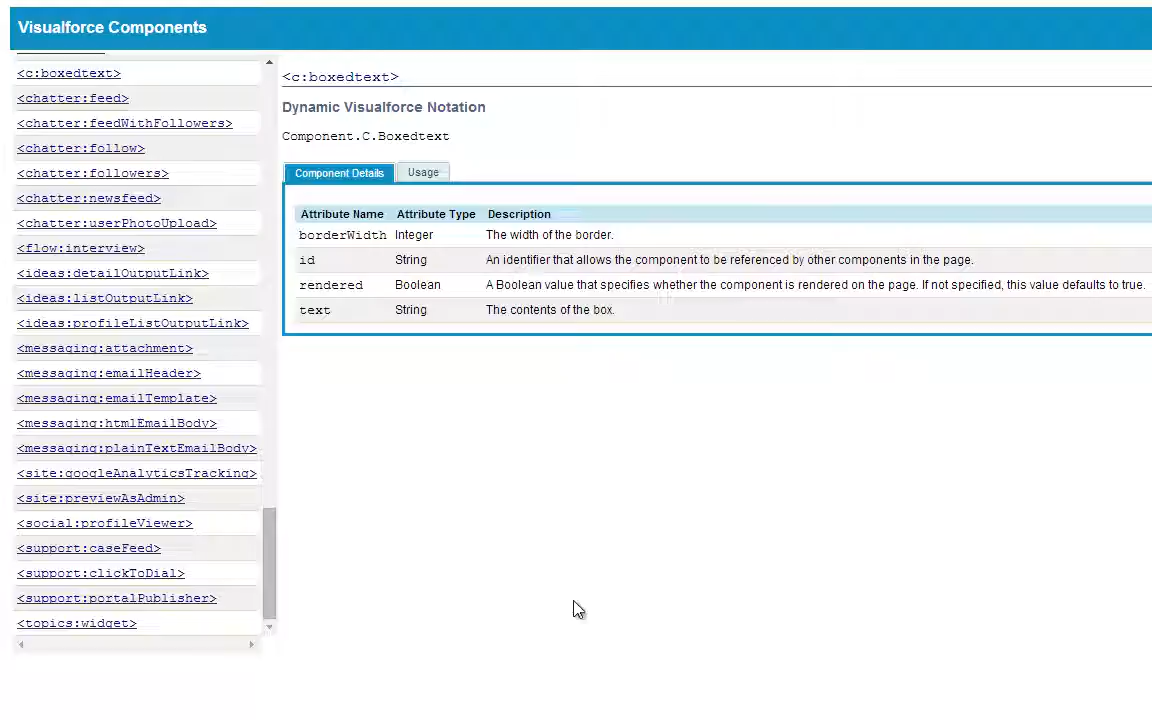 Visualforce Components
<c:boxedtext>
<chatter:feed>
<chatter:feedWithFollowers>
<chatter:follow>
<chatter:followers>
<chatter:newsfeed>
<chatter:userPhotoUpload>
<flow:interview>
<ideas:detailOutputLink>
<ideas:listOutputLink>
<ideas:profileListOutputLink>
<messaging:attachment>
<messaging:emailHeader>
<messaging:emailTemplate>
<messaging:htmlEmailBody>
<messaging:plainTextEmailBody>
<site:googleAnalyticsTracking>
<site:previewAsAdmin>
<social:profileViewer>
<support:caseFeed>
<support:clickToDial>
<support:portalPublisher>
<topics:widget>
<c:boxedtext>
Dynamic Visualforce Notation
Component.C.Boxedtext
Component Details Usage
Attribute Name Attribute Type Description
borderWidth Integer The width of the border.
id String An identifier that allows the component to be referenced by other components in the page.
rendered Boolean A Boolean value that specifies whether the component is rendered on the page. If not specified, this value defaults to true.
text String The contents of the box.